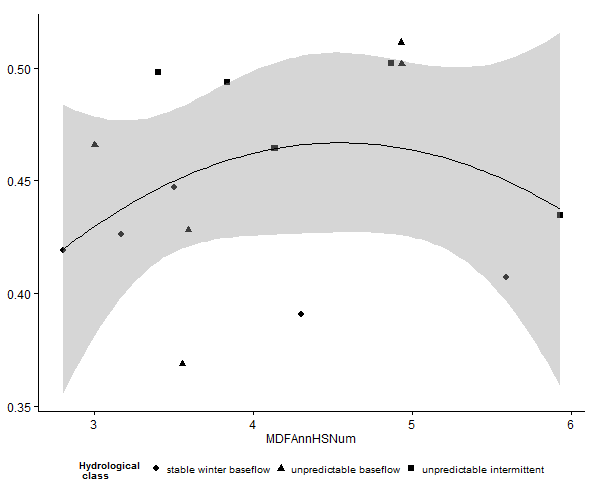 0.50
0.45
0.40
0.35
3 4 5 6
MDFAnnHSNum
Hydrological
class
stable winter baseflow unpredictable baseflow unpredictable intermittent